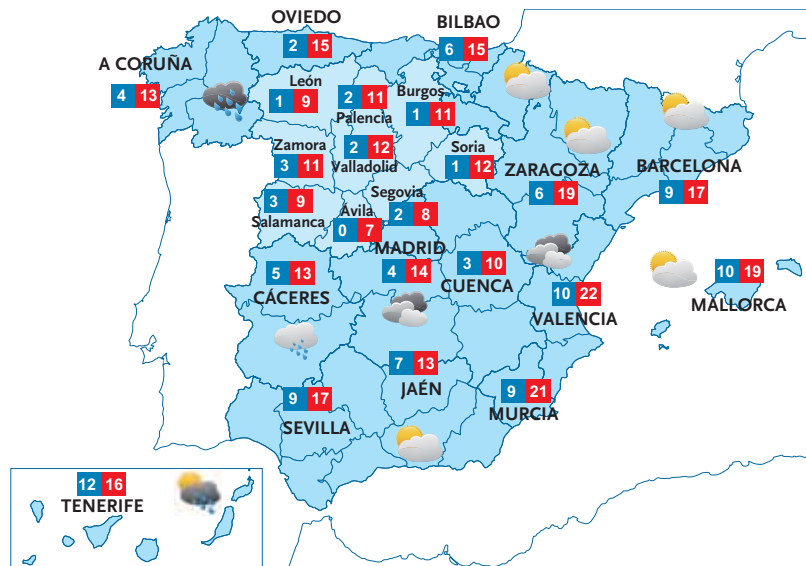 OVIEDO
2 15
BILBAO
6 15
A CORUÑA
4 13
León
1 9
2 11
Palencia
Burgos
1 11
Zamora
3 11
2 12
Valladolid
Soria
1 12
ZARAGOZA
6 19
BARCELONA
9 17
3 9
Salamanca
Ávila
0 7
Segovia
2 8
MADRID
4 14
3 10
CUENCA
5 13
CÁCERES
10 22
VALENCIA
10 19
MALLORCA
7 13
JAÉN
9 21
MURCIA
9 17
SEVILLA
12 16
TENERIFE